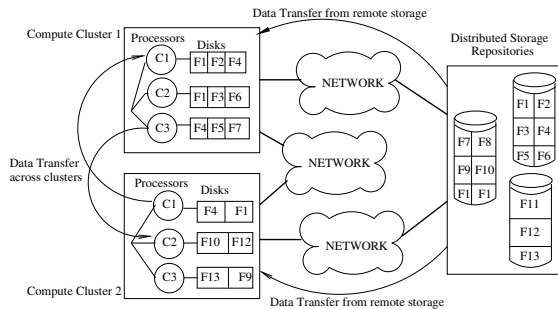 Data Transfer from remote storage
Compute Cluster 1
Processors
Disks
C1 F1 F2 F4
C2 F1 F3 F6
C3 F4 F5 F7
Data Transfer
across clusters
Processors Disks
C1 F4 F1
C2 F10 F12
C3 F13 F9
Compute Cluster 2
NETWORK
NETWORK
NETWORK
Data Transfer from remote storage
Distributed Storage
Repositories
F7 F8
F9 F10
F1 F1
F1 F2
F3 F4
F5 F6
F11
F12
F13